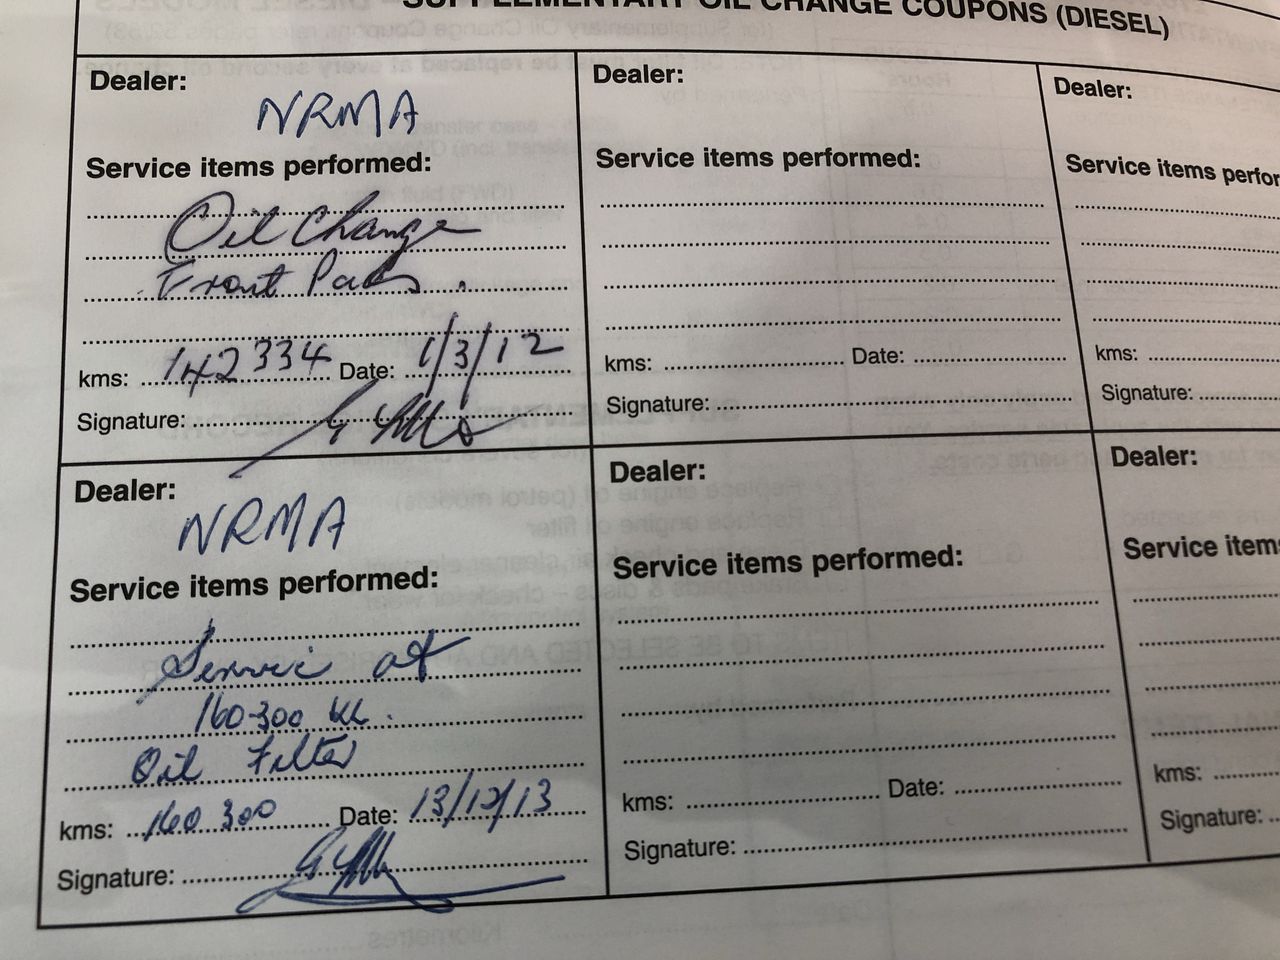 SUPPLEMENTARY OIL CHANGE COUPONS (DIESEL)
Dealer:
NRMA
Service items performed:
Oil Change
Front Pads.
kms: 142334 Date: 1/3/12
Signature:
Dealer:
Service items performed:
kms: Date:
Signature:
Dealer:
Service items perfor
kms:
Signature:
Dealer:
NRMA
Service items performed:
Service at
160300
Oil Filter
kms: 160300 Date: 13/12/13
Signature:
Dealer:
Service items performed:
kms: Date:
Signature:
Dealer:
Service item
kms:
Signature: